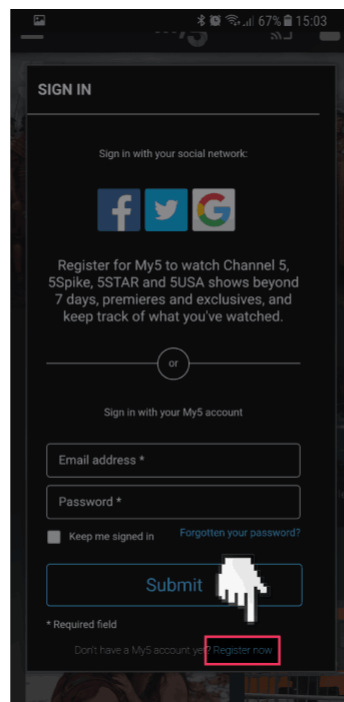 67% 15:03
SIGN IN
Sign in with your social network:
Register for My5 to watch Channel 5,
5Spike, 5STAR and 5USA shows beyond
7 days, premieres and exclusives, and
keep track of what you've watched.
or
Sign in with your My5 account
Email address *
Password *
Keep me signed in Forgotten your password?
Submit
* Required field
Don't have a My5 account yet? Register now